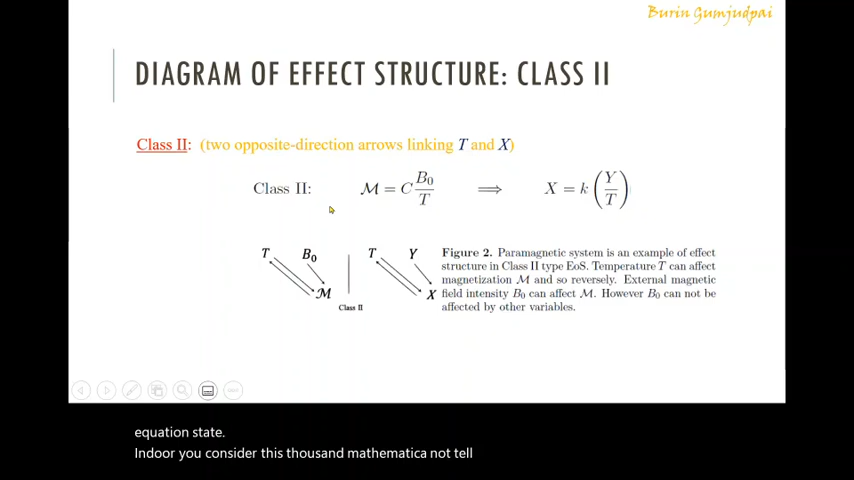 Burin Gumjudpai
DIAGRAM OF EFFECT STRUCTURE: CLASS II
Class II: (two opposite-direction arrows linking T and X)
Class II: ℳ = C B₀/T ⟹ X = k (Y/T)
T B₀ T Y
ℳ X
Class II
Figure 2. Paramagnetic system is an example of effect
structure in Class II type EoS. Temperature T can affect
magnetization ℳ and so reversely. External magnetic
field intensity B₀ can affect ℳ. However B₀ can not be
affected by other variables.
equation state.
Indoor you consider this thousand mathematica not tell